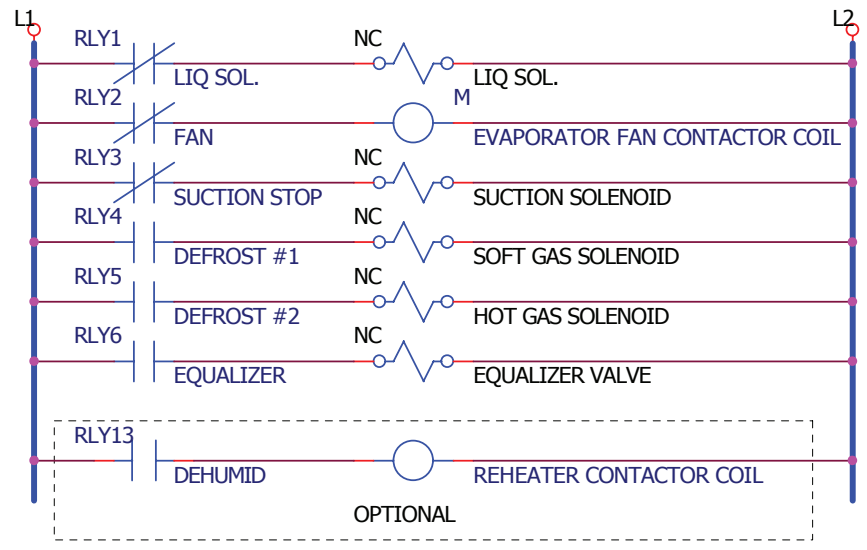 L1 L2
RLY1 NC
LIQ SOL. LIQ SOL.
RLY2 M
FAN EVAPORATOR FAN CONTACTOR COIL
RLY3 NC
SUCTION STOP SUCTION SOLENOID
RLY4 NC
DEFROST #1 SOFT GAS SOLENOID
RLY5 NC
DEFROST #2 HOT GAS SOLENOID
RLY6 NC
EQUALIZER EQUALIZER VALVE
RLY13
DEHUMID REHEATER CONTACTOR COIL
OPTIONAL